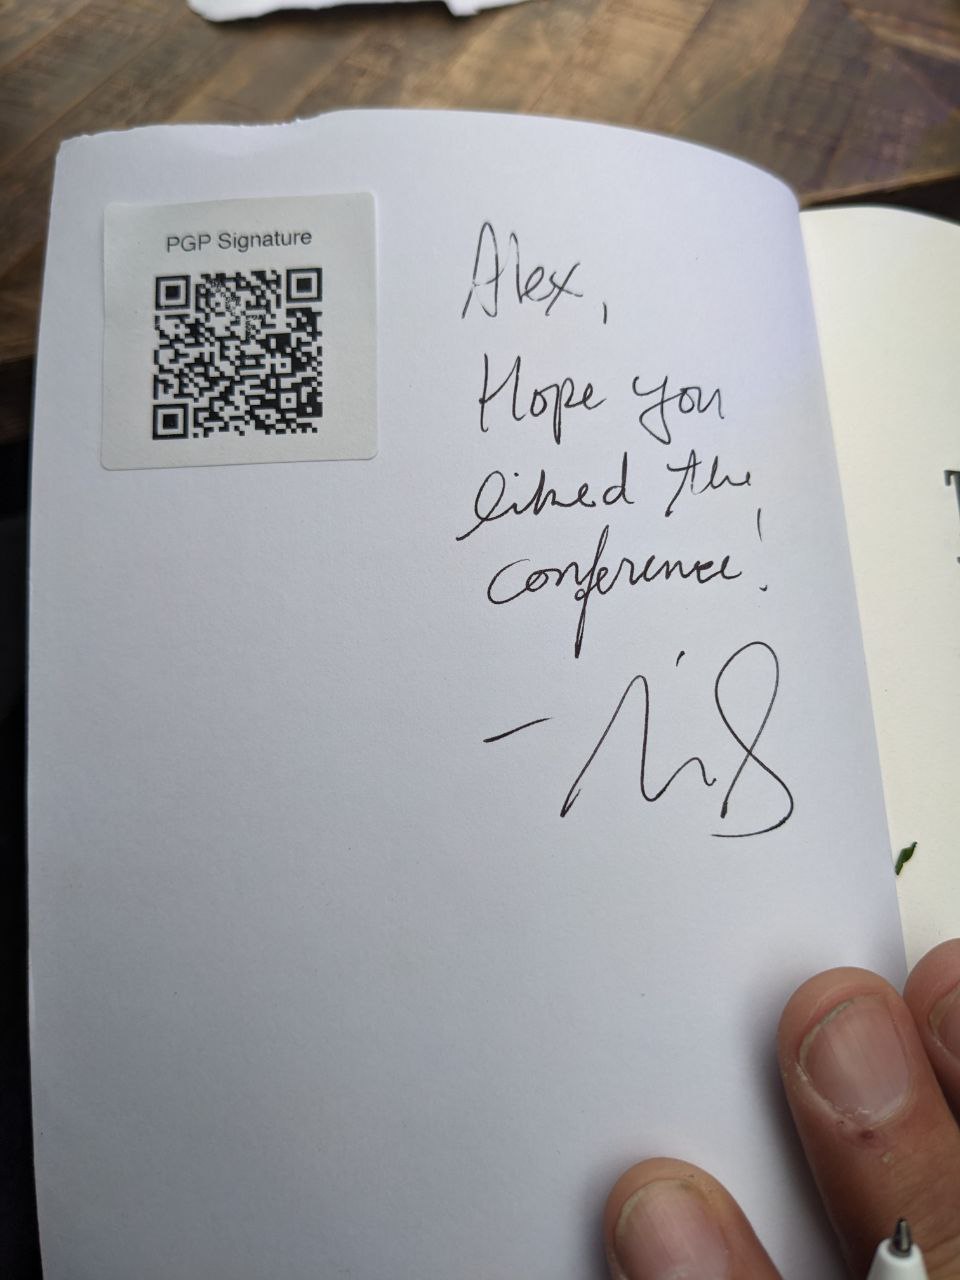 PGP Signature
Alex,
Hope you
liked the
conference!